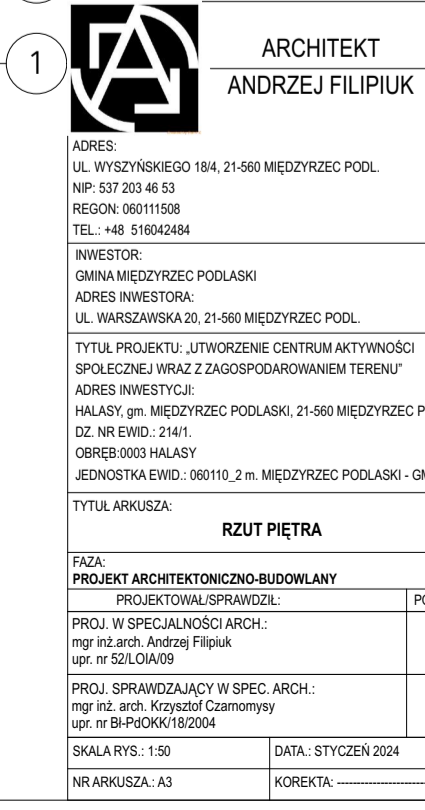 1
ARCHITEKT
ANDRZEJ FILIPIUK
ADRES:
UL. WYSZYŃSKIEGO 18/4, 21-560 MIĘDZYRZEC PODL.
NIP: 537 203 46 53
REGON: 060111508
TEL.: +48 516042484
INWESTOR:
GMINA MIĘDZYRZEC PODLASKI
ADRES INWESTORA:
UL. WARSZAWSKA 20, 21-560 MIĘDZYRZEC PODL.
TYTUŁ PROJEKTU: „UTWORZENIE CENTRUM AKTYWNOŚCI
SPOŁECZNEJ WRAZ Z ZAGOSPODAROWANIEM TERENU"
ADRES INWESTYCJI:
HALASY, gm. MIĘDZYRZEC PODLASKI, 21-560 MIĘDZYRZEC P
DZ. NR EWID.: 214/1.
OBRĘB:0003 HALASY
JEDNOSTKA EWID.: 060110_2 m. MIĘDZYRZEC PODLASKI - GM
TYTUŁ ARKUSZA:
RZUT PIĘTRA
FAZA:
PROJEKT ARCHITEKTONICZNO-BUDOWLANY
PROJEKTOWAŁ/SPRAWDZIŁ: PO
PROJ. W SPECJALNOŚCI ARCH.:
mgr inż.arch. Andrzej Filipiuk
upr. nr 52/LOIA/09
PROJ. SPRAWDZAJĄCY W SPEC. ARCH.:
mgr inż. arch. Krzysztof Czarnomysy
upr. nr Bł-PdOKK/18/2004
SKALA RYS.: 1:50 DATA.: STYCZEŃ 2024
NR ARKUSZA.: A3 KOREKTA: -----------------------